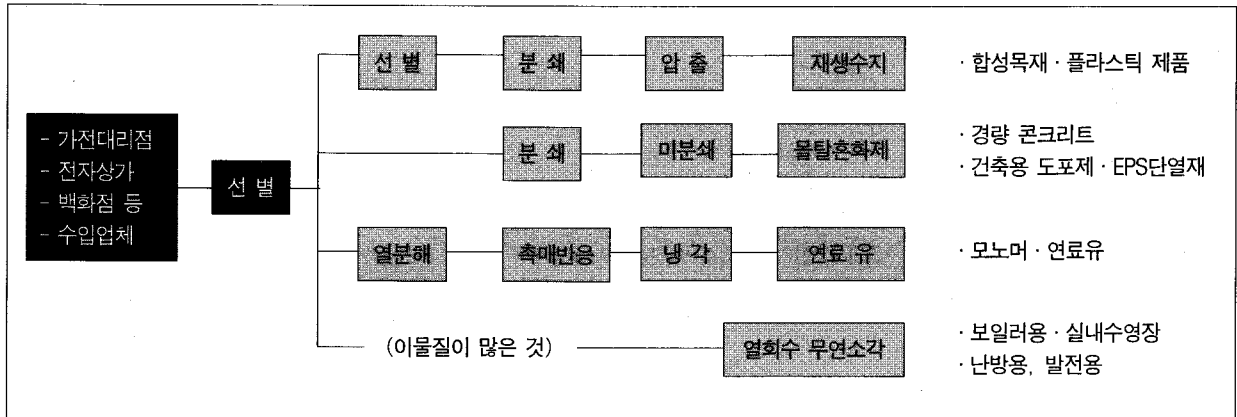 - 가전대리점
- 전자상가
- 백화점 등
- 수입업체
선 별
선 별
분 쇄
압 출
재생수지
· 합성목재 · 플라스틱 제품
분 쇄
미분쇄
몰탈혼화제
· 경량 콘크리트
· 건축용 도포제 · EPS단열재
열분해
촉매반응
냉 각
연료 유
· 모노머 · 연료유
(이물질이 많은 것)
열회수 무연소각
· 보일러용 · 실내수영장
· 난방용, 발전용